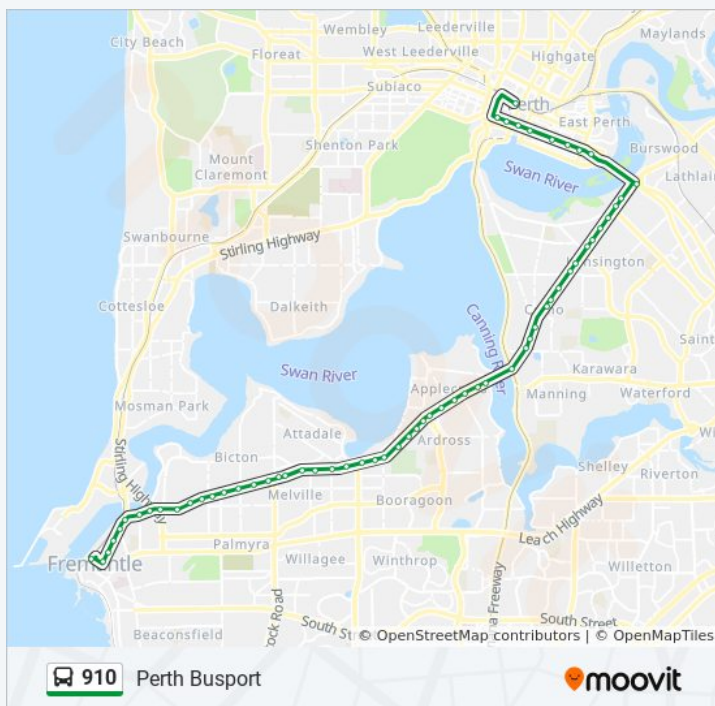 Wembley
Leederville
Maylands
City Beach
Floreat
West Leederville
Highgate
Subiaco
Perth
East Perth
Shenton Park
Burswood
Mount
Claremont
Swan River
Lathlain
Swanbourne
Stirling Highway
Kensington
Cottesloe
Dalkeith
Como
Saint
Canning River
Swan River
Karawara
Applecross
Manning
Waterford
Mosman Park
Attadale
Ardross
Bicton
Shelley
Riverton
Stirling Highway
Melville
Booragoon
Leach Highway
Fremantle
Palmyra
Willagee
Winthrop
Willetton
a Freeway
ock Road
South St
South Street
Beaconsfield
© OpenStreetMap contributors | © OpenMapTiles
910 Perth Busport
moovit